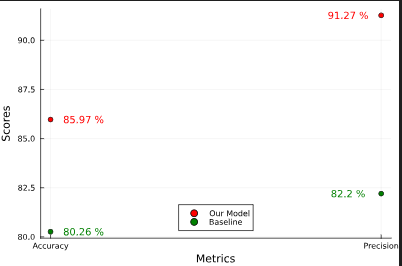 91.27 %
90.0
87.5
85.97 %
85.0
Scores
82.5
82.2 %
Our Model
Baseline
80.26 %
80.0
Accuracy
Precision
Metrics